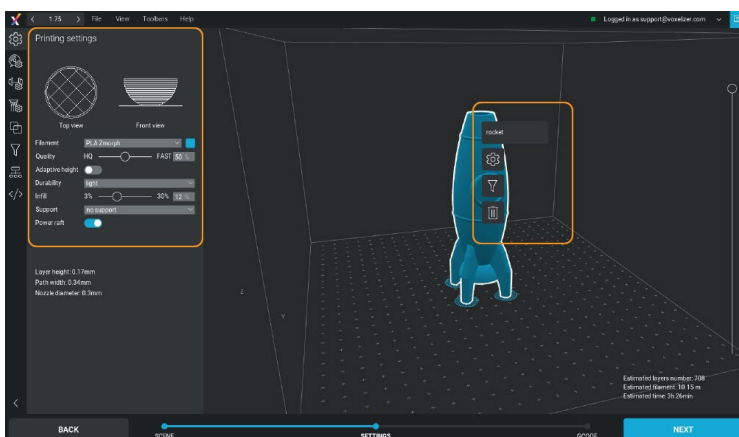 1.75 File View Toolbars Help
Logged in as support@voxelizer.com
Printing settings
Top view Front view
Filament PLA Zmorph
Quality HQ FAST 50 %
Adaptive height
Durability light
Infill 3% 30% 12 %
Support no support
Power raft
Layer height: 0.17mm
Path width: 0.34mm
Nozzle diameter: 0.3mm
rocket
Z
Y
Estimated layers number: 708
Estimated filament: 10.15 m
Estimated time: 3h 26min
BACK
SCENE SETTINGS GCODE
NEXT